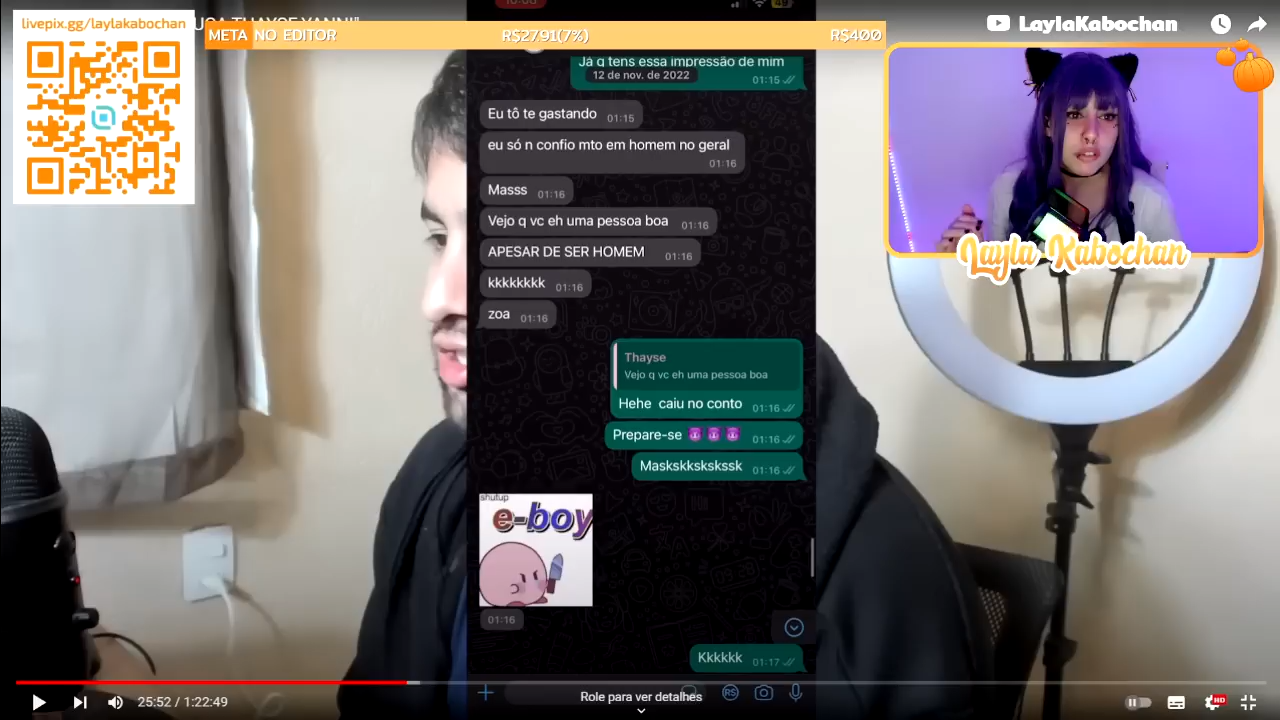 livepix.gg/laylakabochan
META NO EDITOR
R$27.91(7%)
R$400
LaylaKabochan
Já q tens essa impressão de mim
01:15
12 de nov. de 2022
Eu tô te gastando 01:15
eu só n confio mto em homem no geral
01:16
Masss 01:16
Vejo q vc eh uma pessoa boa 01:16
APESAR DE SER HOMEM 01:16
kkkkkkkk 01:16
zoa 01:16
Thayse
Vejo q vc eh uma pessoa boa
Hehe caiu no conto 01:16
Prepare-se 😈😈😈 01:16
Maskskksksksskk 01:16
shutup
e-boy
01:16
Kkkkkk 01:17
Layla Kabochan
25:52 / 1:22:49
Role para ver detalhes
R$
HD